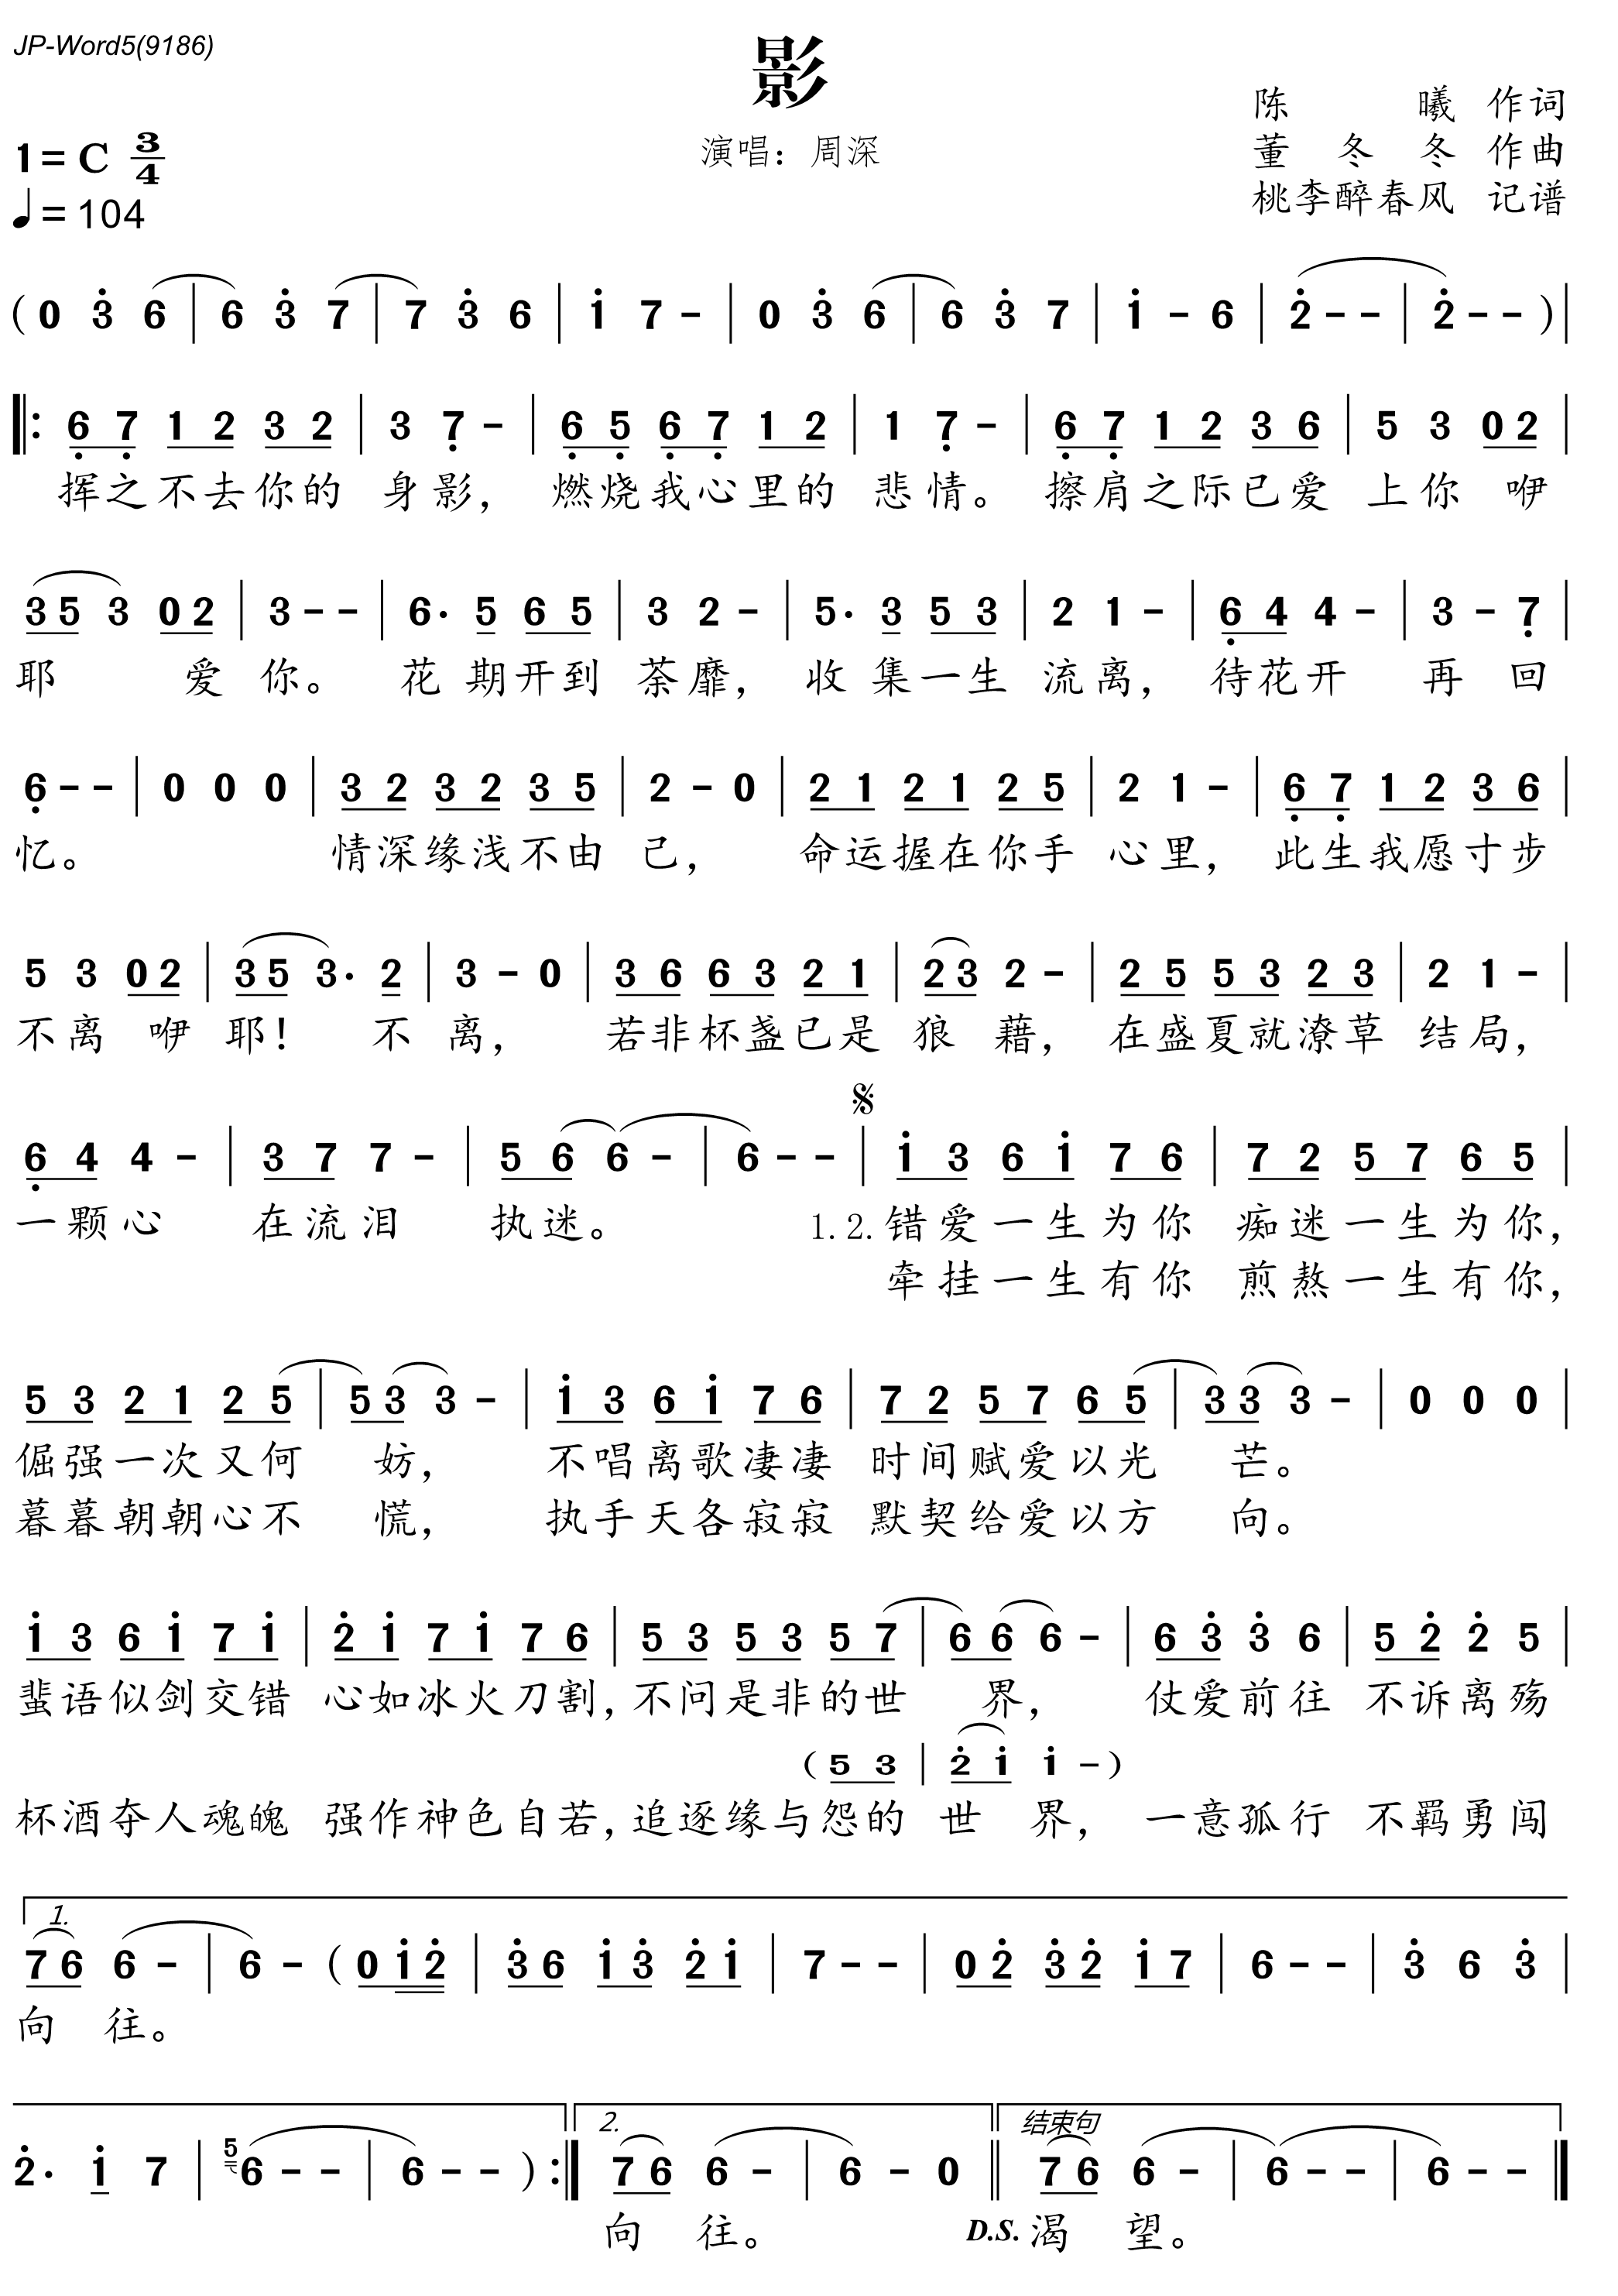 JP-Word5(9186)
影
陈 曦 作词
演唱：周深
董 冬 冬 作曲
1= C 3/4
桃李醉春风 记谱
♩= 104
( 0 3̇ 6 | 6 3̇ 7 | 7 3̇ 6 | 1̇ 7 - | 0 3̇ 6 | 6 3̇ 7 | 1̇ - 6 | 2̇ - - | 2̇ - - ) |
|: 6̣ 7̣ 1 2 3 2 | 3 7̣ - | 6̣ 5̣ 6̣ 7̣ 1 2 | 1 7̣ - | 6̣ 7̣ 1 2 3 6 | 5 3 0 2 |
挥之不去你的 身影， 燃烧我心里的 悲情。 擦肩之际已爱 上你 咿
3 5 3 0 2 | 3 - - | 6· 5 6 5 | 3 2 - | 5· 3 5 3 | 2 1 - | 6̣ 4 4 - | 3 - 7̣ |
耶 爱 你。 花 期开到 荼靡， 收 集一生 流离， 待花开 再 回
6̣ - - | 0 0 0 | 3 2 3 2 3 5 | 2 - 0 | 2 1 2 1 2 5 | 2 1 - | 6̣ 7̣ 1 2 3 6 |
忆。 情深缘浅不由 己， 命运握在你手 心里， 此生我愿寸步
5 3 0 2 | 3 5 3· 2 | 3 - 0 | 3 6 6 3 2 1 | 2 3 2 - | 2 5 5 3 2 3 | 2 1 - |
不离 咿 耶！ 不 离， 若非杯盏已是 狼 藉， 在盛夏就潦草 结局，
𝄋
6̣ 4 4 - | 3 7 7 - | 5 6 6 - | 6 - - | 1̇ 3 6 1̇ 7 6 | 7 2 5 7 6 5 |
一颗心 在流泪 执迷。 1. 2. 错爱一生为你 痴迷一生为你，
牵挂一生有你 煎熬一生有你，
5 3 2 1 2 5 | 5 3 3 - | 1̇ 3 6 1̇ 7 6 | 7 2 5 7 6 5 | 3 3 3 - | 0 0 0 |
倔强一次又何 妨， 不唱离歌凄凄 时间赋爱以光 芒。
暮暮朝朝心不 慌， 执手天各寂寂 默契给爱以方 向。
1̇ 3 6 1̇ 7 1̇ | 2̇ 1̇ 7 1̇ 7 6 | 5 3 5 3 5 7 | 6 6 6 - | 6 3̇ 3̇ 6 | 5 2̇ 2̇ 5 |
蜚语似剑交错 心如冰火刀割，不问是非的世 界， 仗爱前往 不诉离殇
( 5 3 | 2̇ 1̇ 1̇ - )
杯酒夺人魂魄 强作神色自若，追逐缘与怨的 世 界， 一意孤行 不羁勇闯
1.
7 6 6 - | 6 - ( 0 1̇ 2̇ | 3̇ 6 1̇ 3̇ 2̇ 1̇ | 7 - - | 0 2̇ 3̇ 2̇ 1̇ 7 | 6 - - | 3̇ 6 3̇ |
向 往。
2. 结束句
2̇· 1̇ 7 | 5 6 - - | 6 - - ) :| 7 6 6 - | 6 - 0 || 7 6 6 - | 6 - - | 6 - - ||
向 往。 D.S. 渴 望。